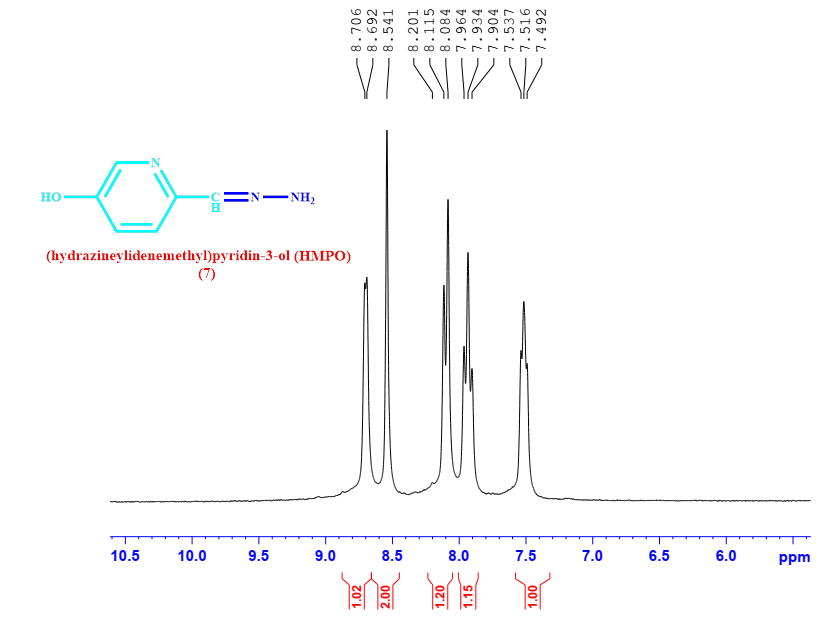 8.706
8.692
8.541
8.201
8.115
8.084
7.964
7.934
7.904
7.537
7.516
7.492
N
HO
C
H
N
NH2
(hydrazineylidenemethyl)pyridin-3-ol (HMPO)
(7)
10.5 10.0 9.5 9.0 8.5 8.0 7.5 7.0 6.5 6.0 ppm
1.02
2.00
1.20
1.15
1.00